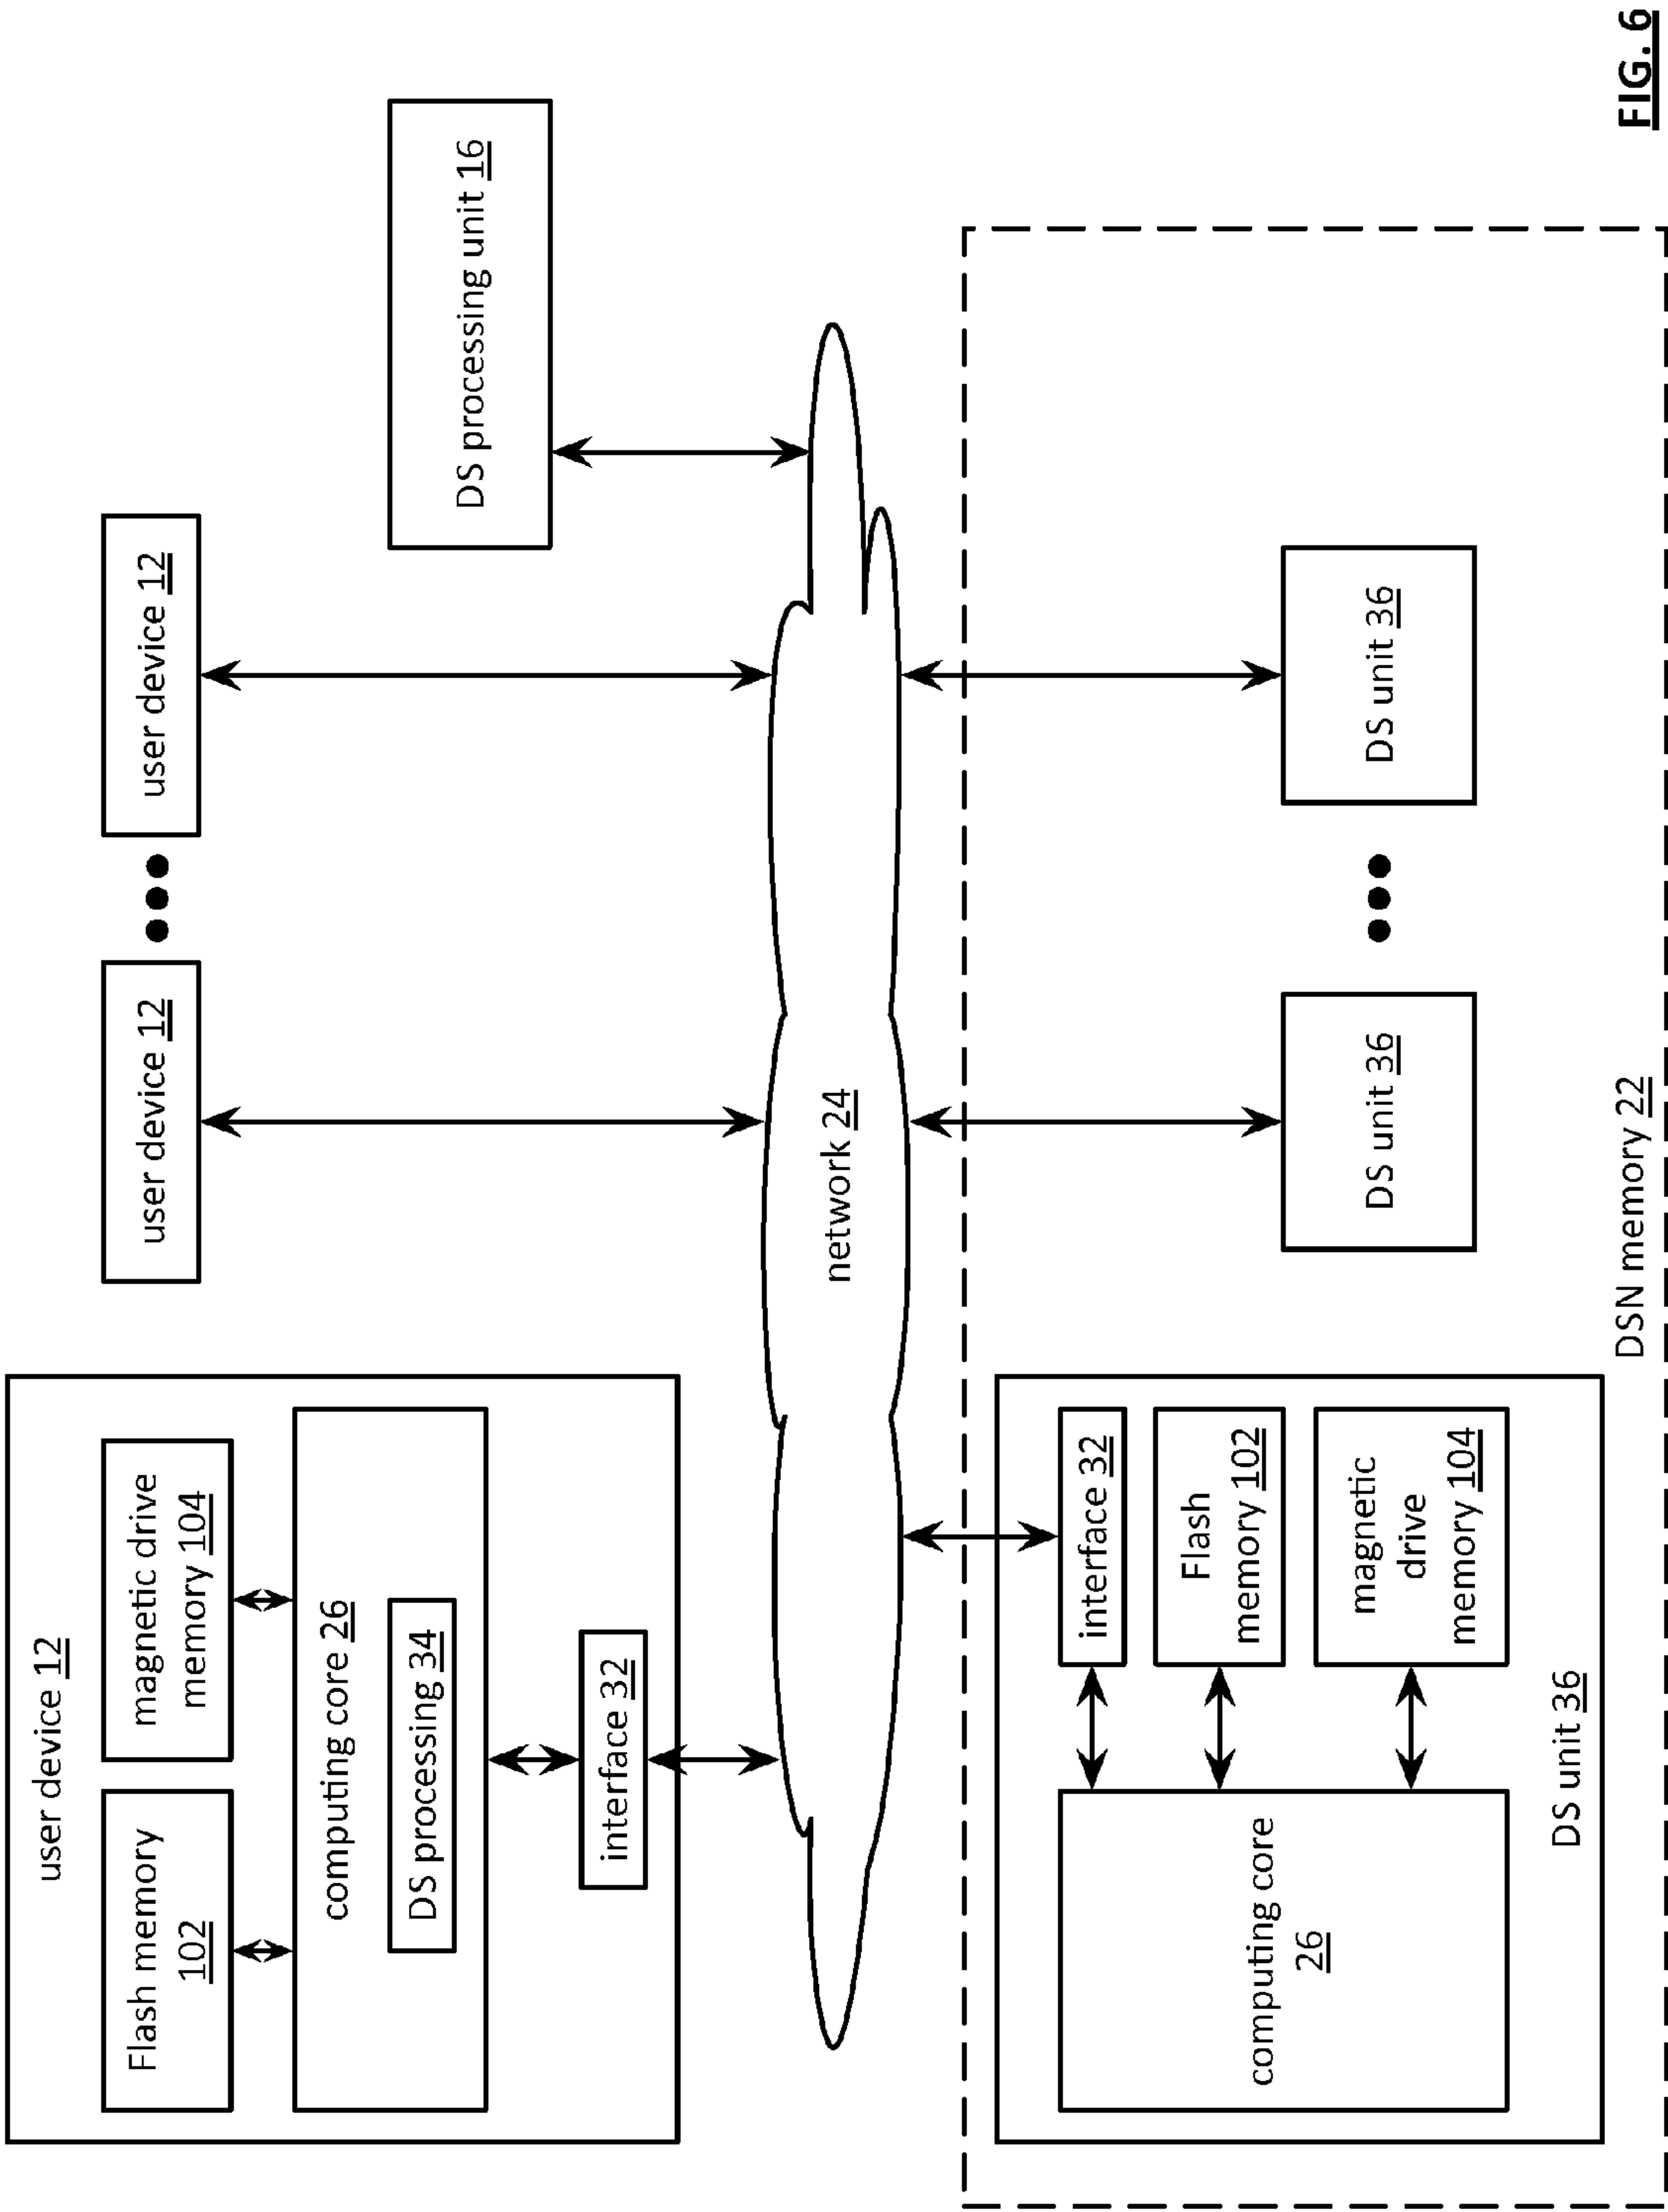 user device 12
Flash memory
102
magnetic drive
memory 104
computing core 26
DS processing 34
interface 32
user device 12
user device 12
DS processing unit 16
network 24
computing core
26
interface 32
Flash
memory 102
magnetic
drive
memory 104
DS unit 36
DS unit 36
DS unit 36
DSN memory 22
FIG. 6